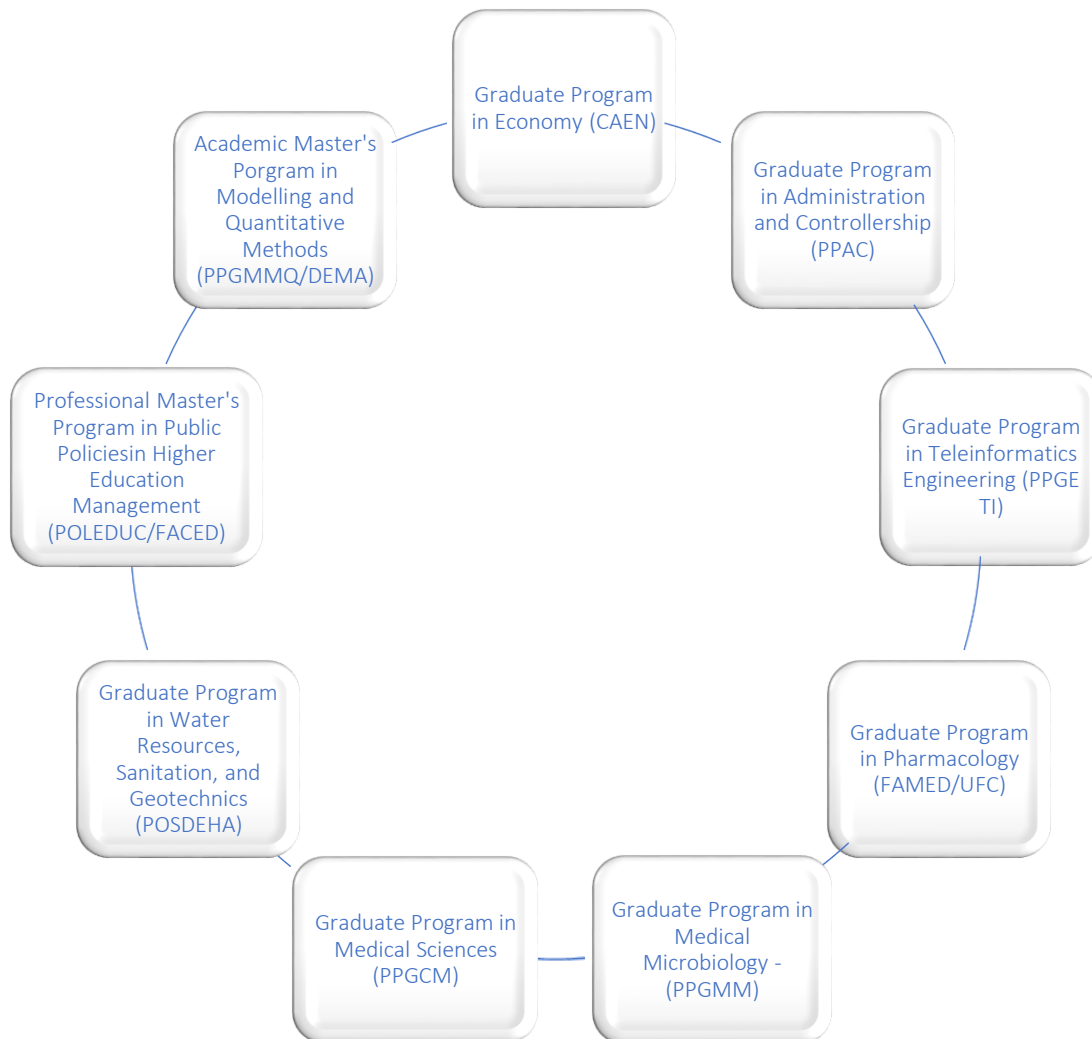 Graduate Program
in Economy (CAEN)
Graduate Program
in Administration
and Controllership
(PPAC)
Graduate Program
in Teleinformatics
Engineering (PPGE
TI)
Graduate Program
in Pharmacology
(FAMED/UFC)
Graduate Program in
Medical
Microbiology -
(PPGMM)
Graduate Program in
Medical Sciences
(PPGCM)
Graduate Program
in Water
Resources,
Sanitation, and
Geotechnics
(POSDEHA)
Professional Master's
Program in Public
Policiesin Higher
Education
Management
(POLEDUC/FACED)
Academic Master's
Porgram in
Modelling and
Quantitative
Methods
(PPGMMQ/DEMA)